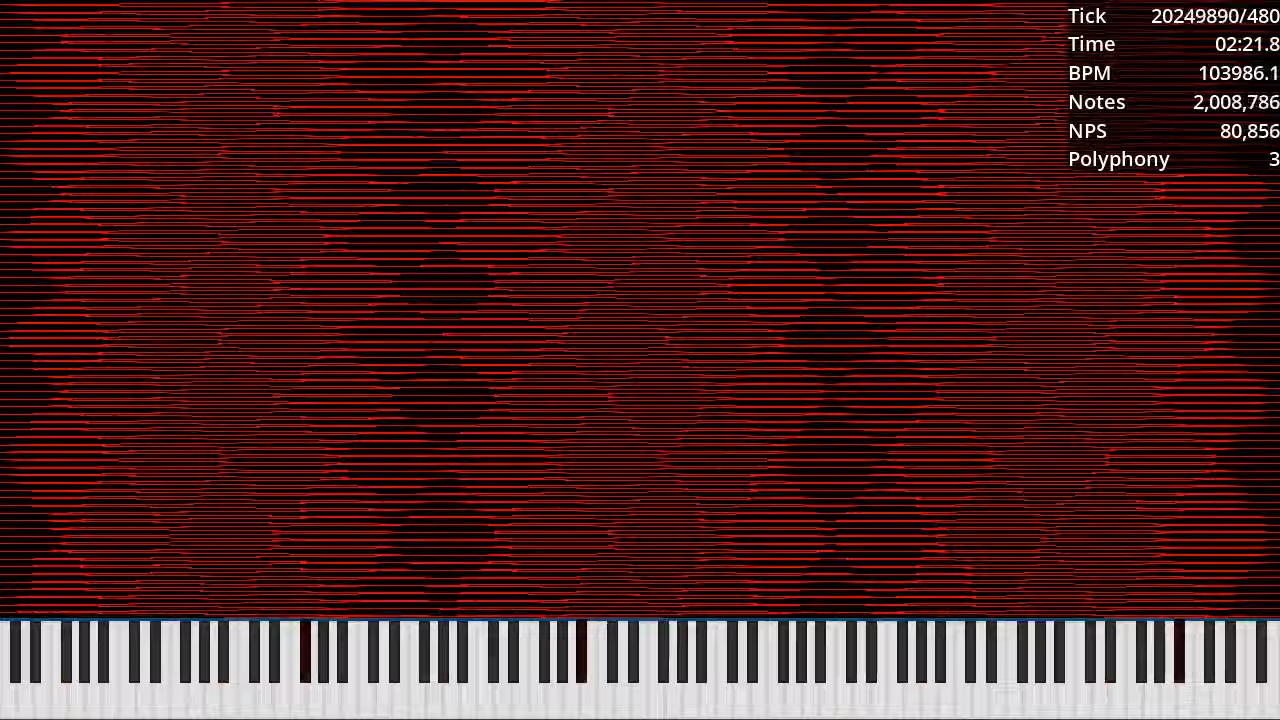 Tick 20249890/480
Time 02:21.8
BPM 103986.1
Notes 2,008,786
NPS 80,856
Polyphony 3